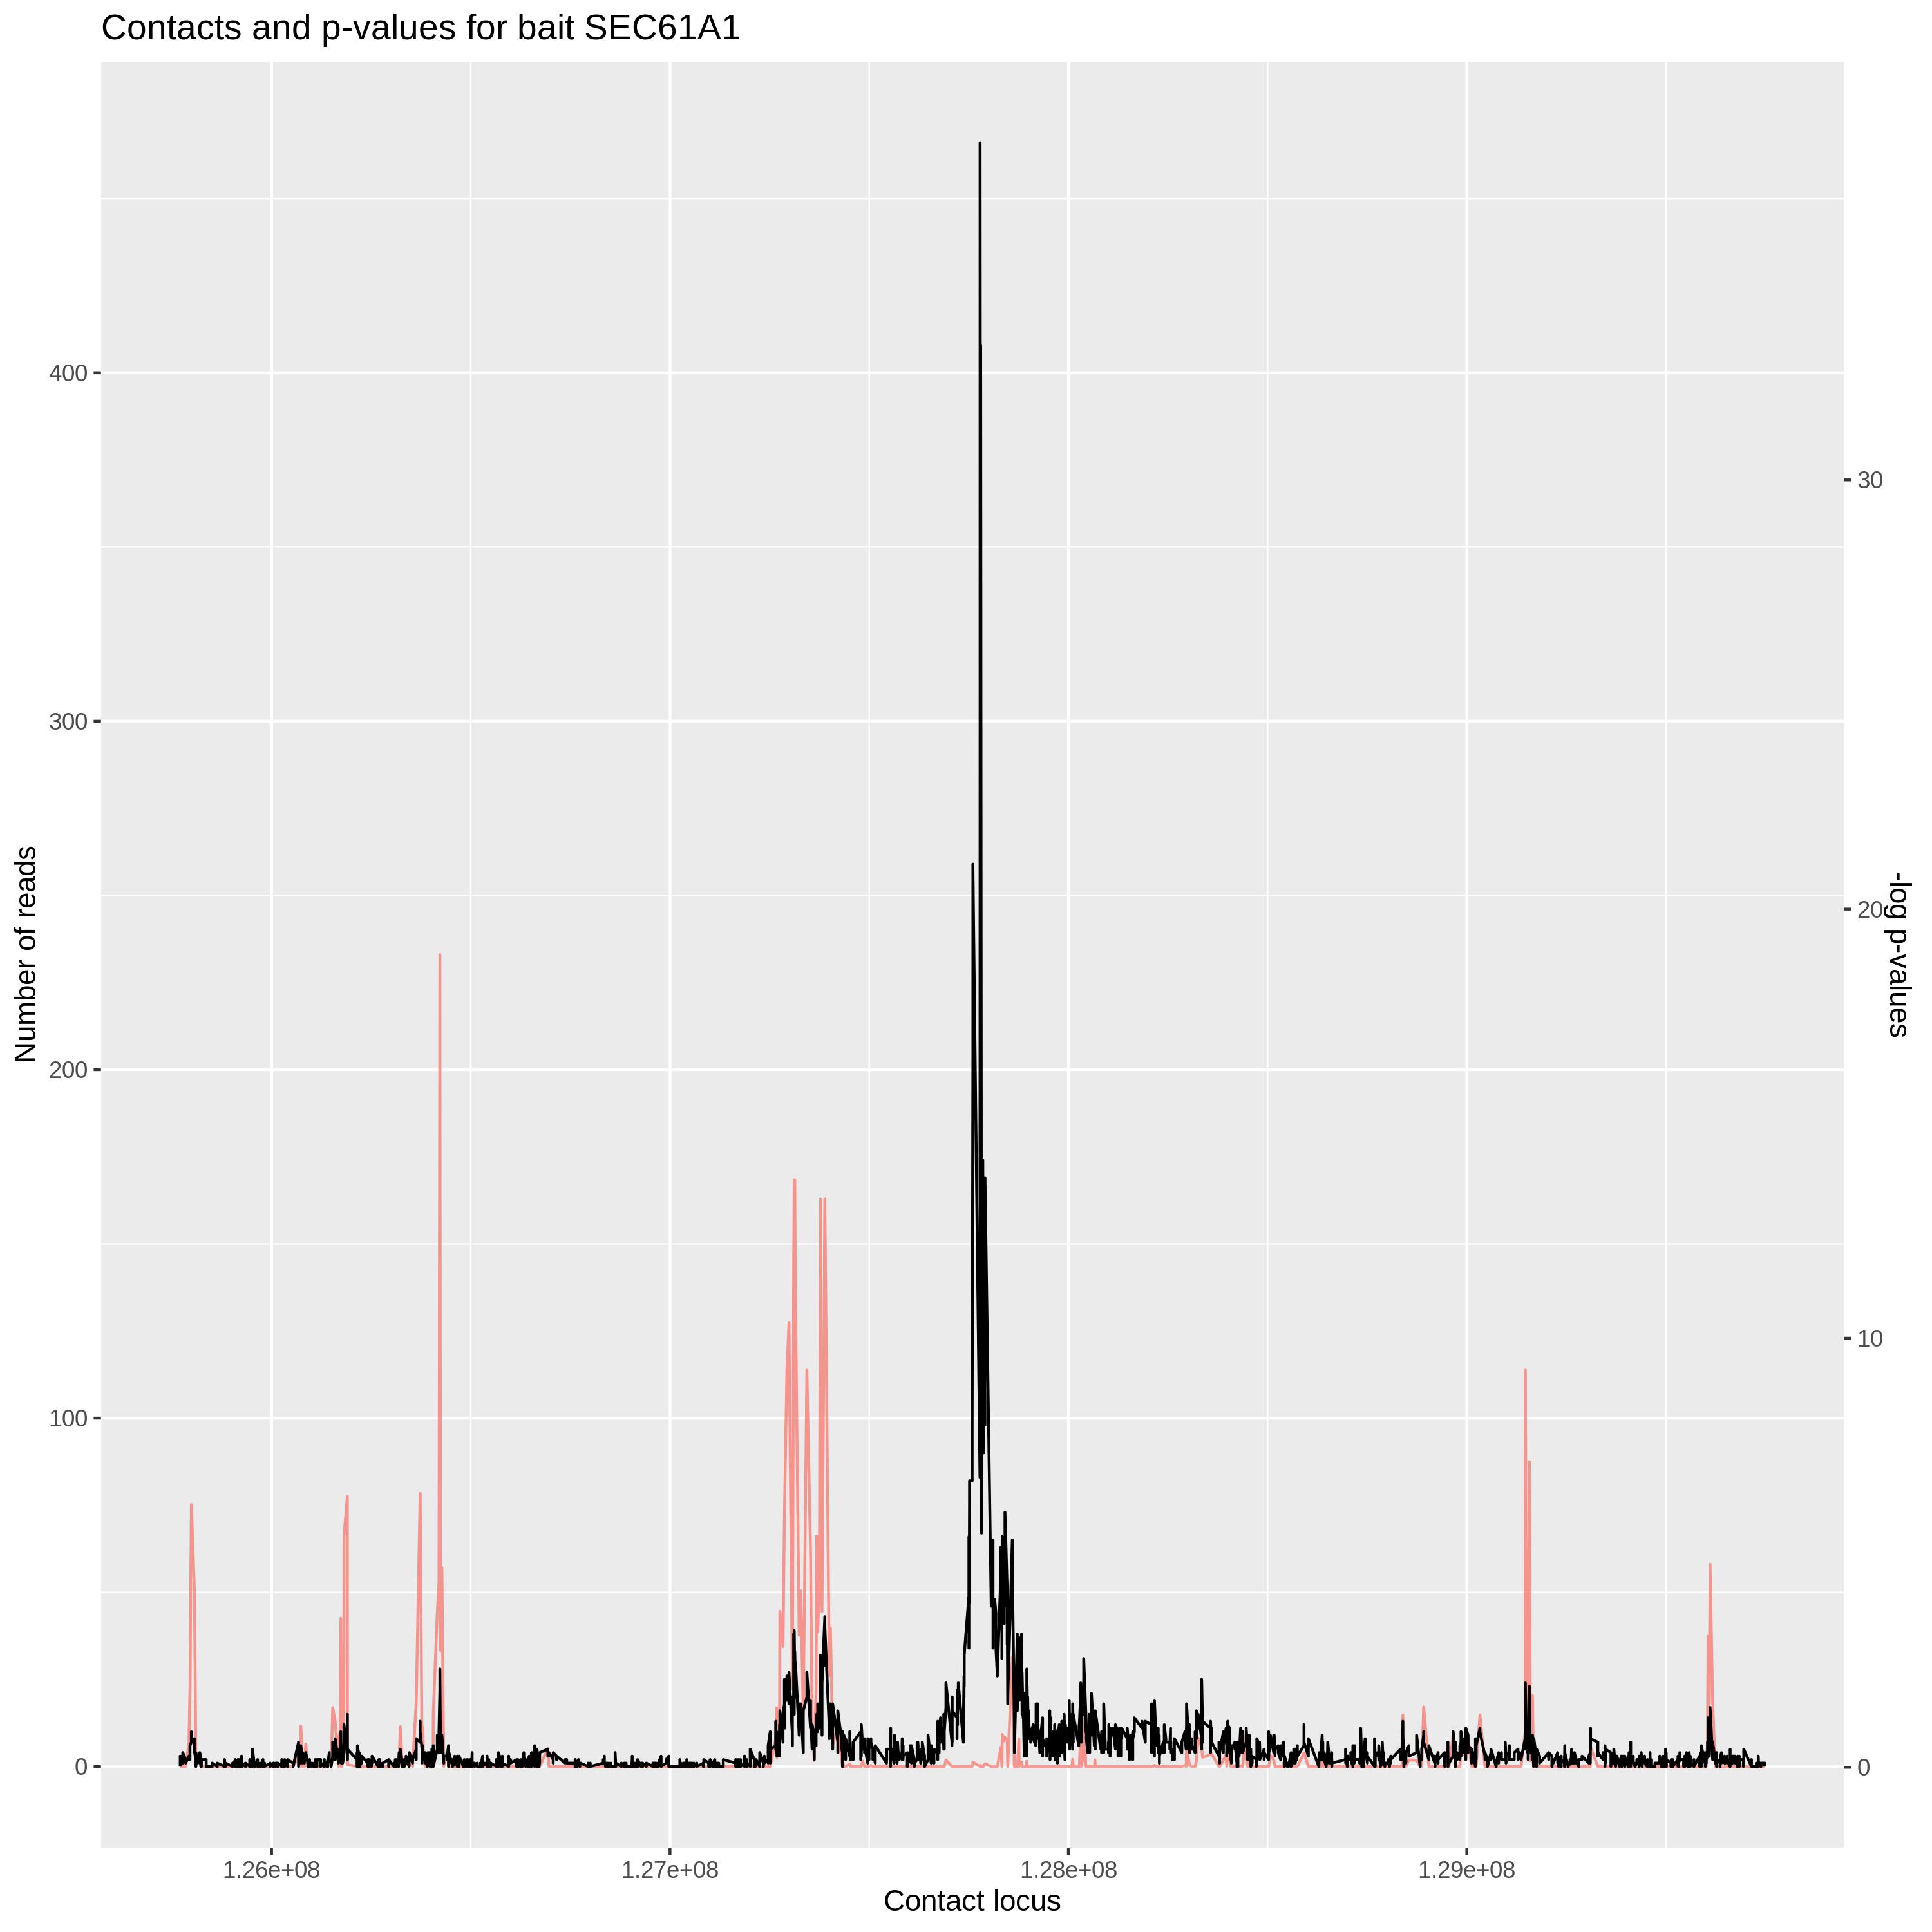 Contacts and p-values for bait SEC61A1
400
300
200
100
0
Number of reads
30
20
10
0
-log p-values
1.26e+08
1.27e+08
1.28e+08
1.29e+08
Contact locus